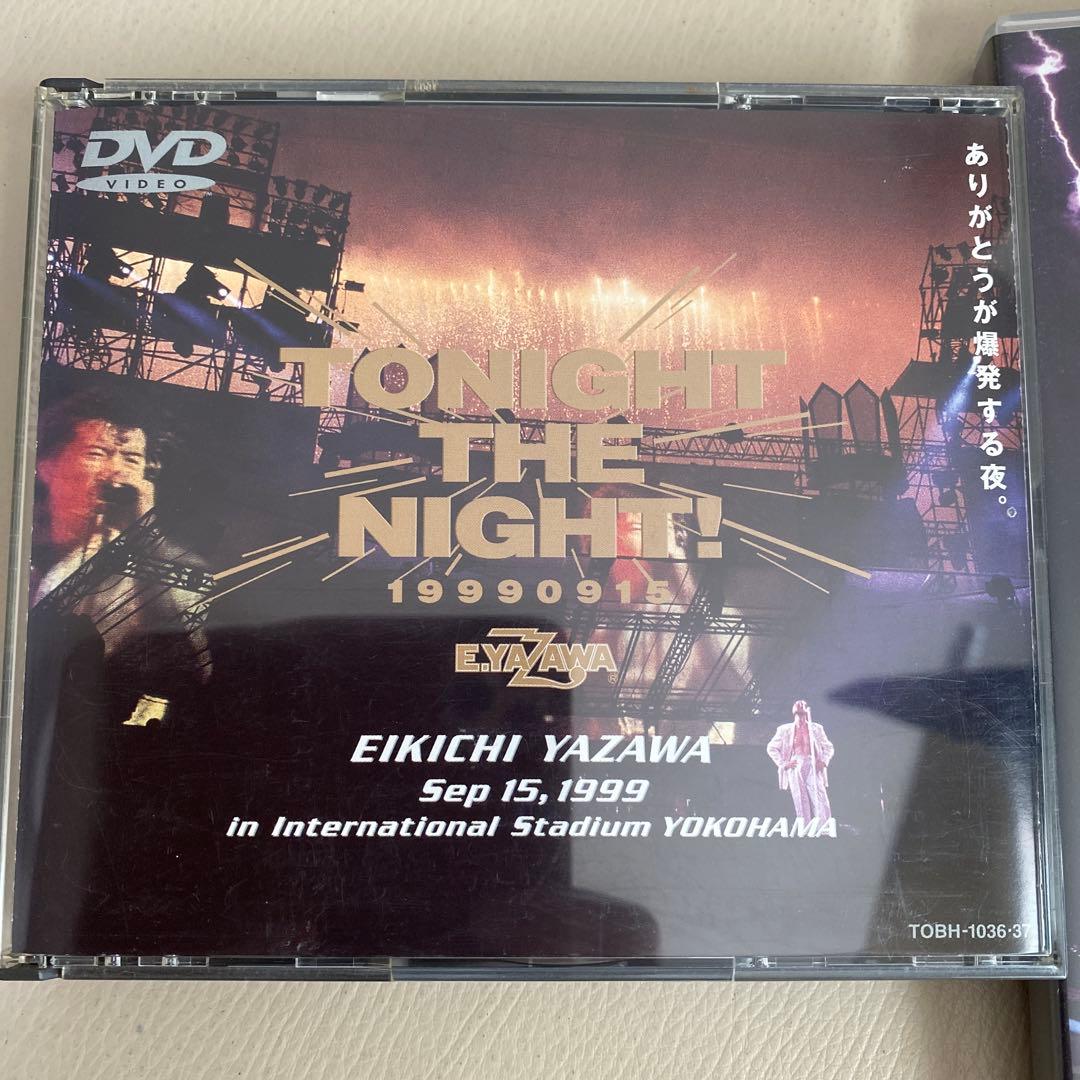 DVD
VIDEO
ありがとうが爆発する夜。
TONIGHT
THE
NIGHT!
19990915
E.YAZAWA®
EIKICHI YAZAWA
Sep 15, 1999
in International Stadium YOKOHAMA
TOBH-1036·37